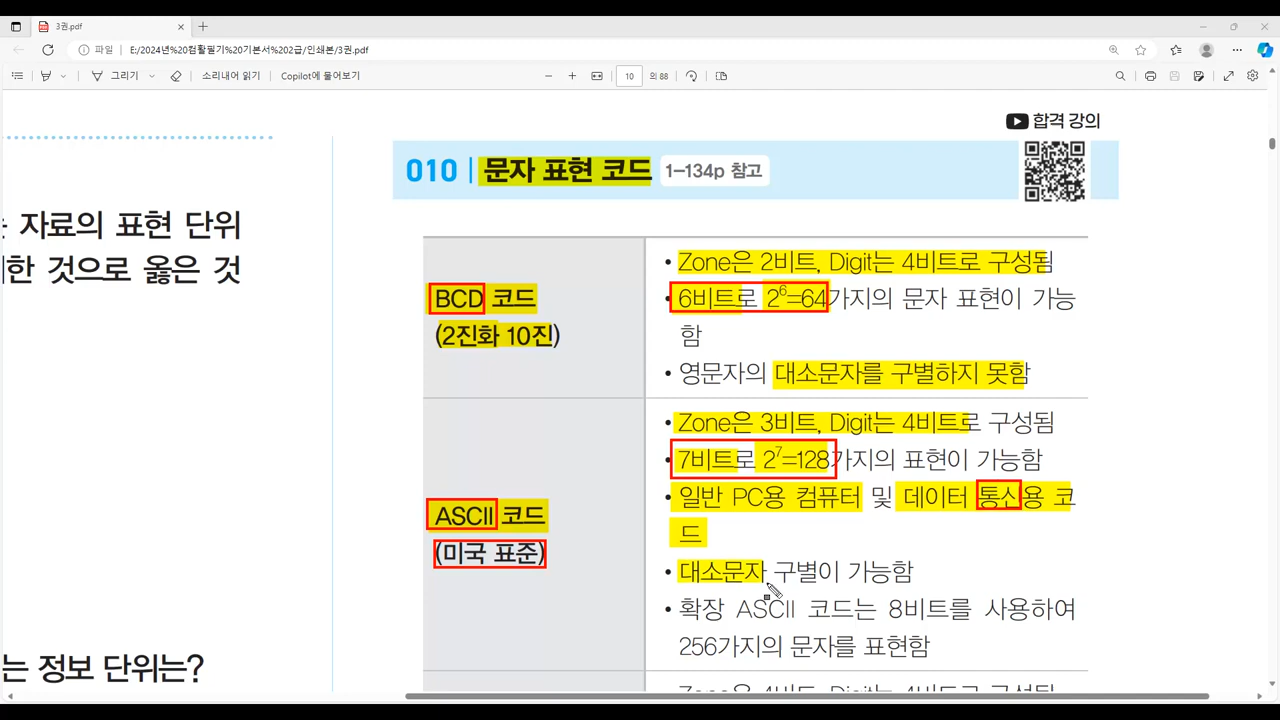 3권.pdf
파일 E:/2024년%20컴활필기%20기본서%202급/인쇄본/3권.pdf
그리기 소리내어 읽기 Copilot에 물어보기 10 의 88
합격 강의
010 문자 표현 코드 1-134p 참고
자료의 표현 단위
한 것으로 옳은 것
는 정보 단위는?
BCD 코드
(2진화 10진)
• Zone은 2비트, Digit는 4비트로 구성됨
• 6비트로 2⁶=64가지의 문자 표현이 가능
함
• 영문자의 대소문자를 구별하지 못함
ASCII 코드
(미국 표준)
• Zone은 3비트, Digit는 4비트로 구성됨
• 7비트로 2⁷=128가지의 표현이 가능함
• 일반 PC용 컴퓨터 및 데이터 통신용 코
드
• 대소문자 구별이 가능함
• 확장 ASCII 코드는 8비트를 사용하여
256가지의 문자를 표현함